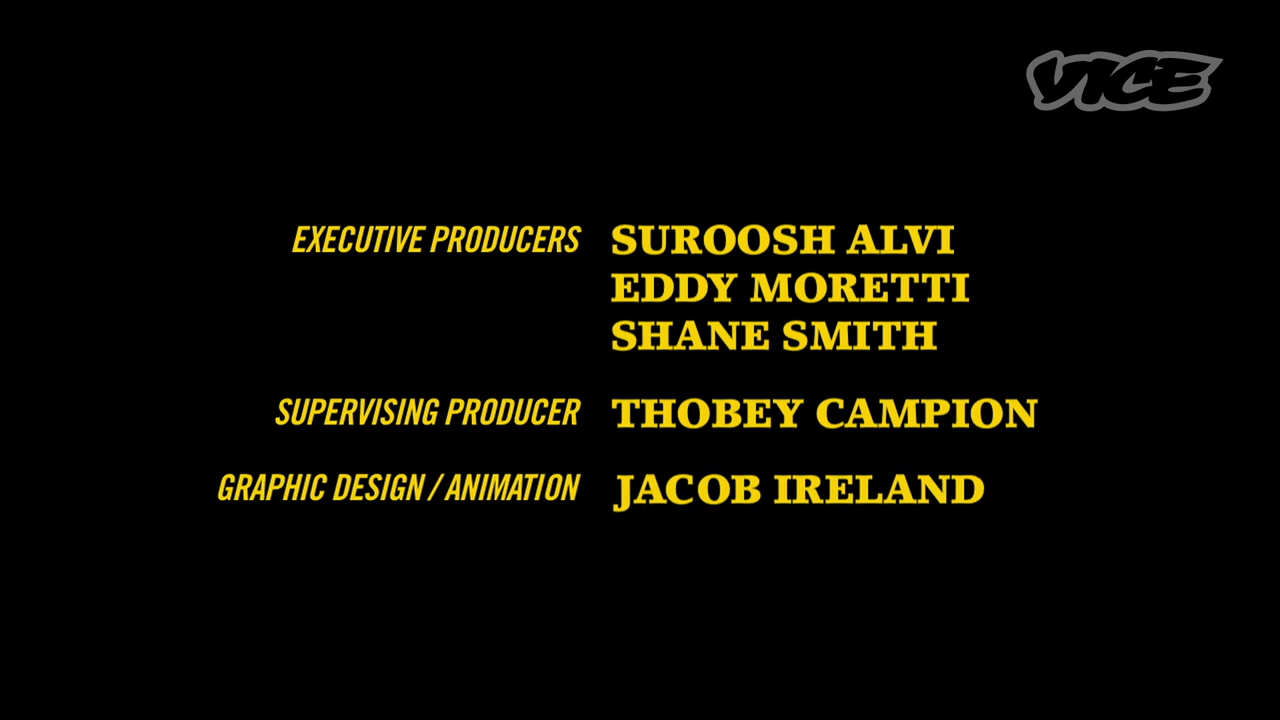 VICE
EXECUTIVE PRODUCERS SUROOSH ALVI
EDDY MORETTI
SHANE SMITH
SUPERVISING PRODUCER THOBEY CAMPION
GRAPHIC DESIGN / ANIMATION JACOB IRELAND